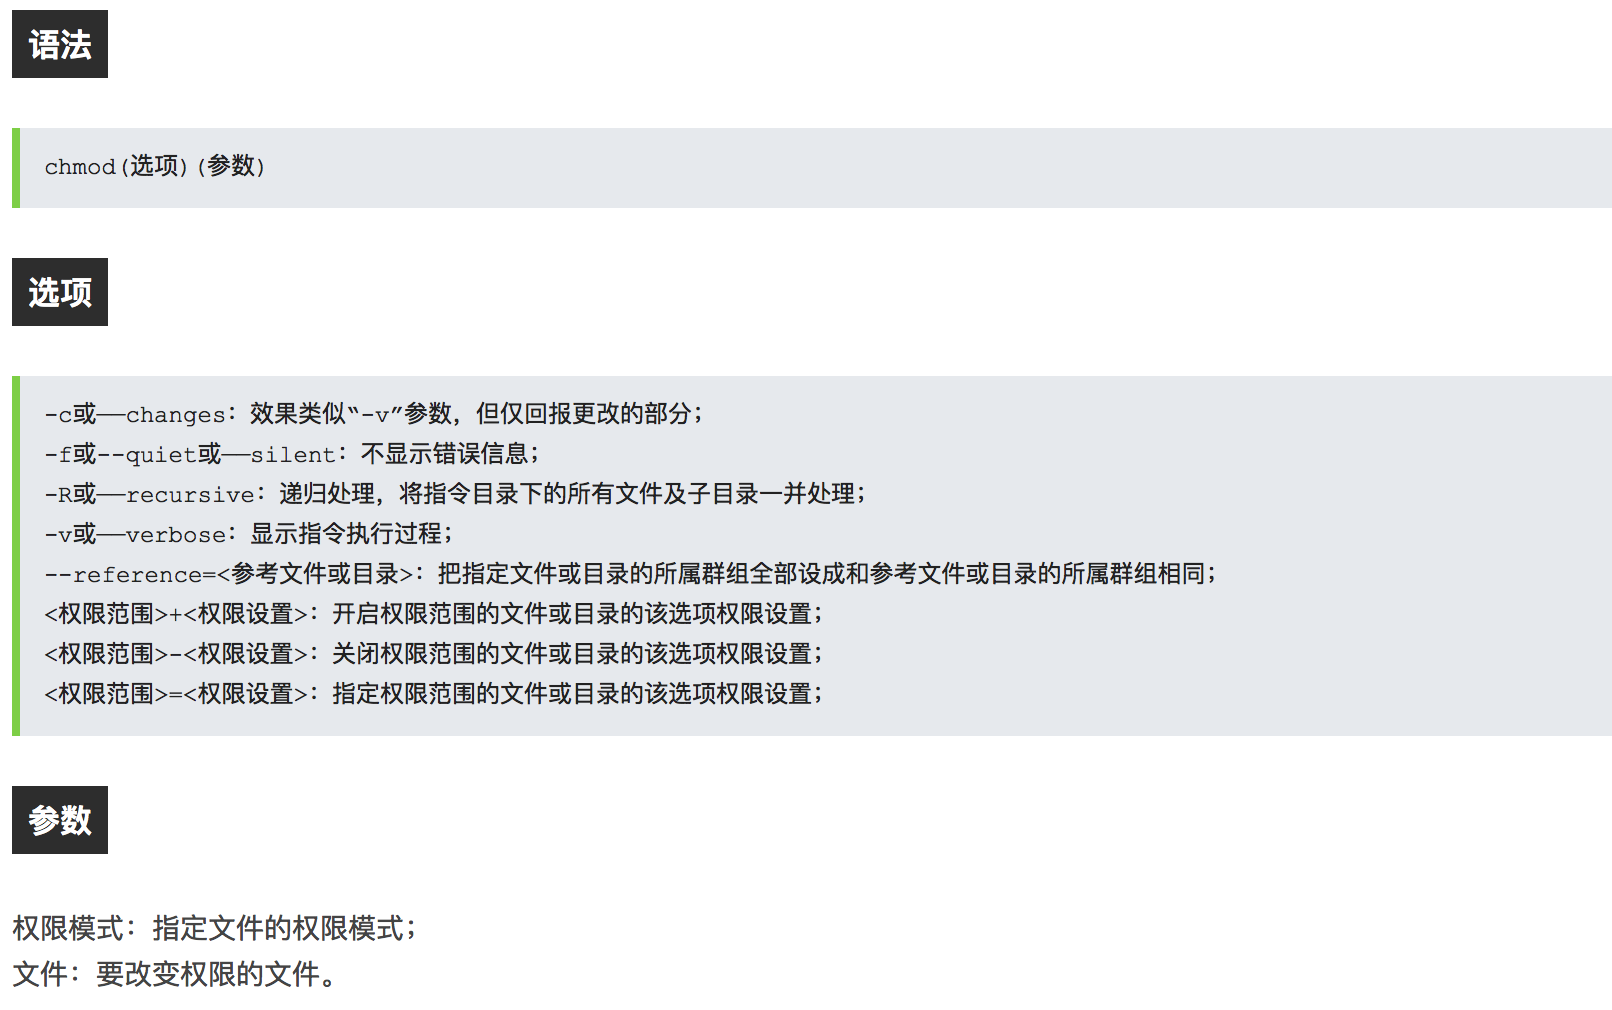 语法
chmod(选项)(参数)
选项
-c或——changes：效果类似“-v”参数，但仅回报更改的部分；
-f或--quiet或——silent：不显示错误信息；
-R或——recursive：递归处理，将指令目录下的所有文件及子目录一并处理；
-v或——verbose：显示指令执行过程；
--reference=<参考文件或目录>：把指定文件或目录的所属群组全部设成和参考文件或目录的所属群组相同；
<权限范围>+<权限设置>：开启权限范围的文件或目录的该选项权限设置；
<权限范围>-<权限设置>：关闭权限范围的文件或目录的该选项权限设置；
<权限范围>=<权限设置>：指定权限范围的文件或目录的该选项权限设置；
参数
权限模式：指定文件的权限模式；
文件：要改变权限的文件。